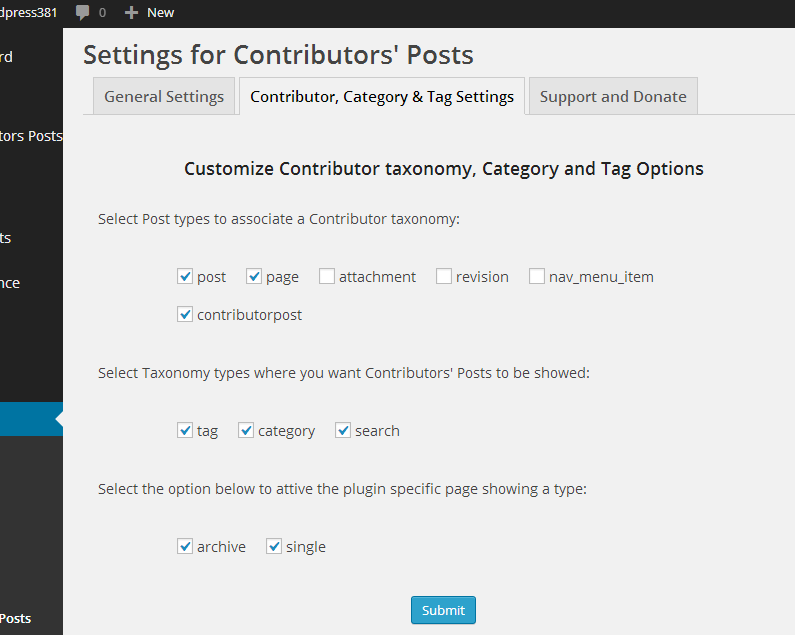 dpress381 0 New
rd
tors Posts
ts
nce
Posts
Settings for Contributors' Posts
General Settings Contributor, Category & Tag Settings Support and Donate
Customize Contributor taxonomy, Category and Tag Options
Select Post types to associate a Contributor taxonomy:
post page attachment revision nav_menu_item
contributorpost
Select Taxonomy types where you want Contributors' Posts to be showed:
tag category search
Select the option below to attive the plugin specific page showing a type:
archive single
Submit